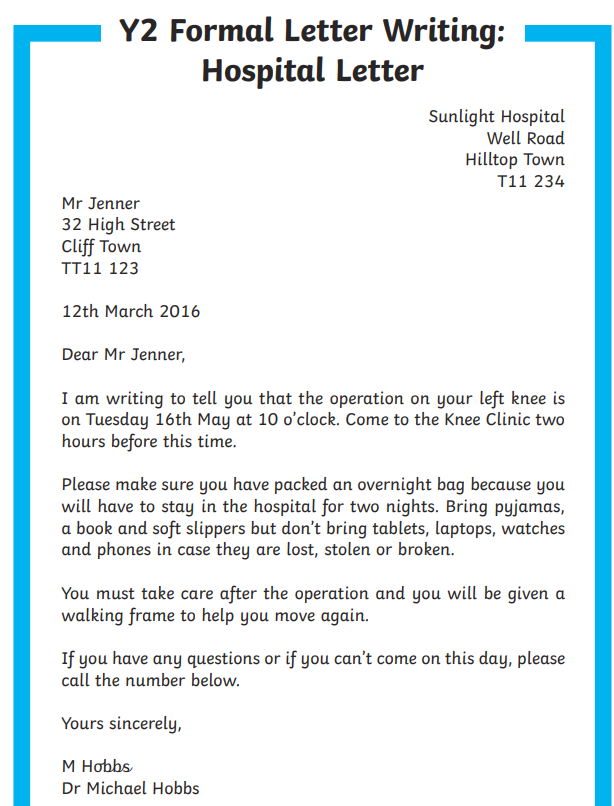 Y2 Formal Letter Writing:
Hospital Letter
Sunlight Hospital
Well Road
Hilltop Town
T11 234
Mr Jenner
32 High Street
Cliff Town
TT11 123
12th March 2016
Dear Mr Jenner,
I am writing to tell you that the operation on your left knee is
on Tuesday 16th May at 10 o’clock. Come to the Knee Clinic two
hours before this time.
Please make sure you have packed an overnight bag because you
will have to stay in the hospital for two nights. Bring pyjamas,
a book and soft slippers but don’t bring tablets, laptops, watches
and phones in case they are lost, stolen or broken.
You must take care after the operation and you will be given a
walking frame to help you move again.
If you have any questions or if you can’t come on this day, please
call the number below.
Yours sincerely,
M Hobbs
Dr Michael Hobbs